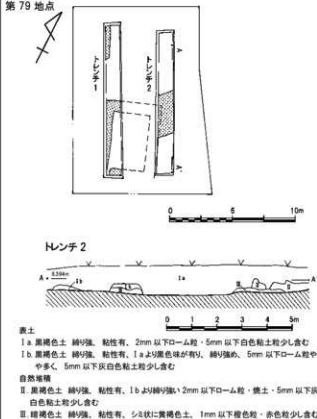 第 79 地点
トレンチ1
トレンチ2
A
A'
0 5 10m
トレンチ 2
Ⅰa
A
Ⅰb
A'
0 1 2 3 4 5m
表土
Ⅰa. 黒褐色土 締り強、 粘性有、 2mm 以下ローム粒・5mm 以下白色粘土粒少し含む
Ⅰb. 黒褐色土 締り強、 粘性有、Ⅰaより黒色味が有り、 締り強め、 5mm 以下ローム粒や
や多く、 5mm 以下灰白色粘土粒少し含む
自然堆積
Ⅱ. 黒褐色土 締り強、 粘性有、Ⅰbより締り強い 2mm 以下ローム粒・焼土・5mm 以下灰
白色粘土粒少し含む
Ⅲ. 暗褐色土 締り強、 粘性有、 シミ状に黄褐色土、 1mm 以下橙色粒・赤色粒少し含む